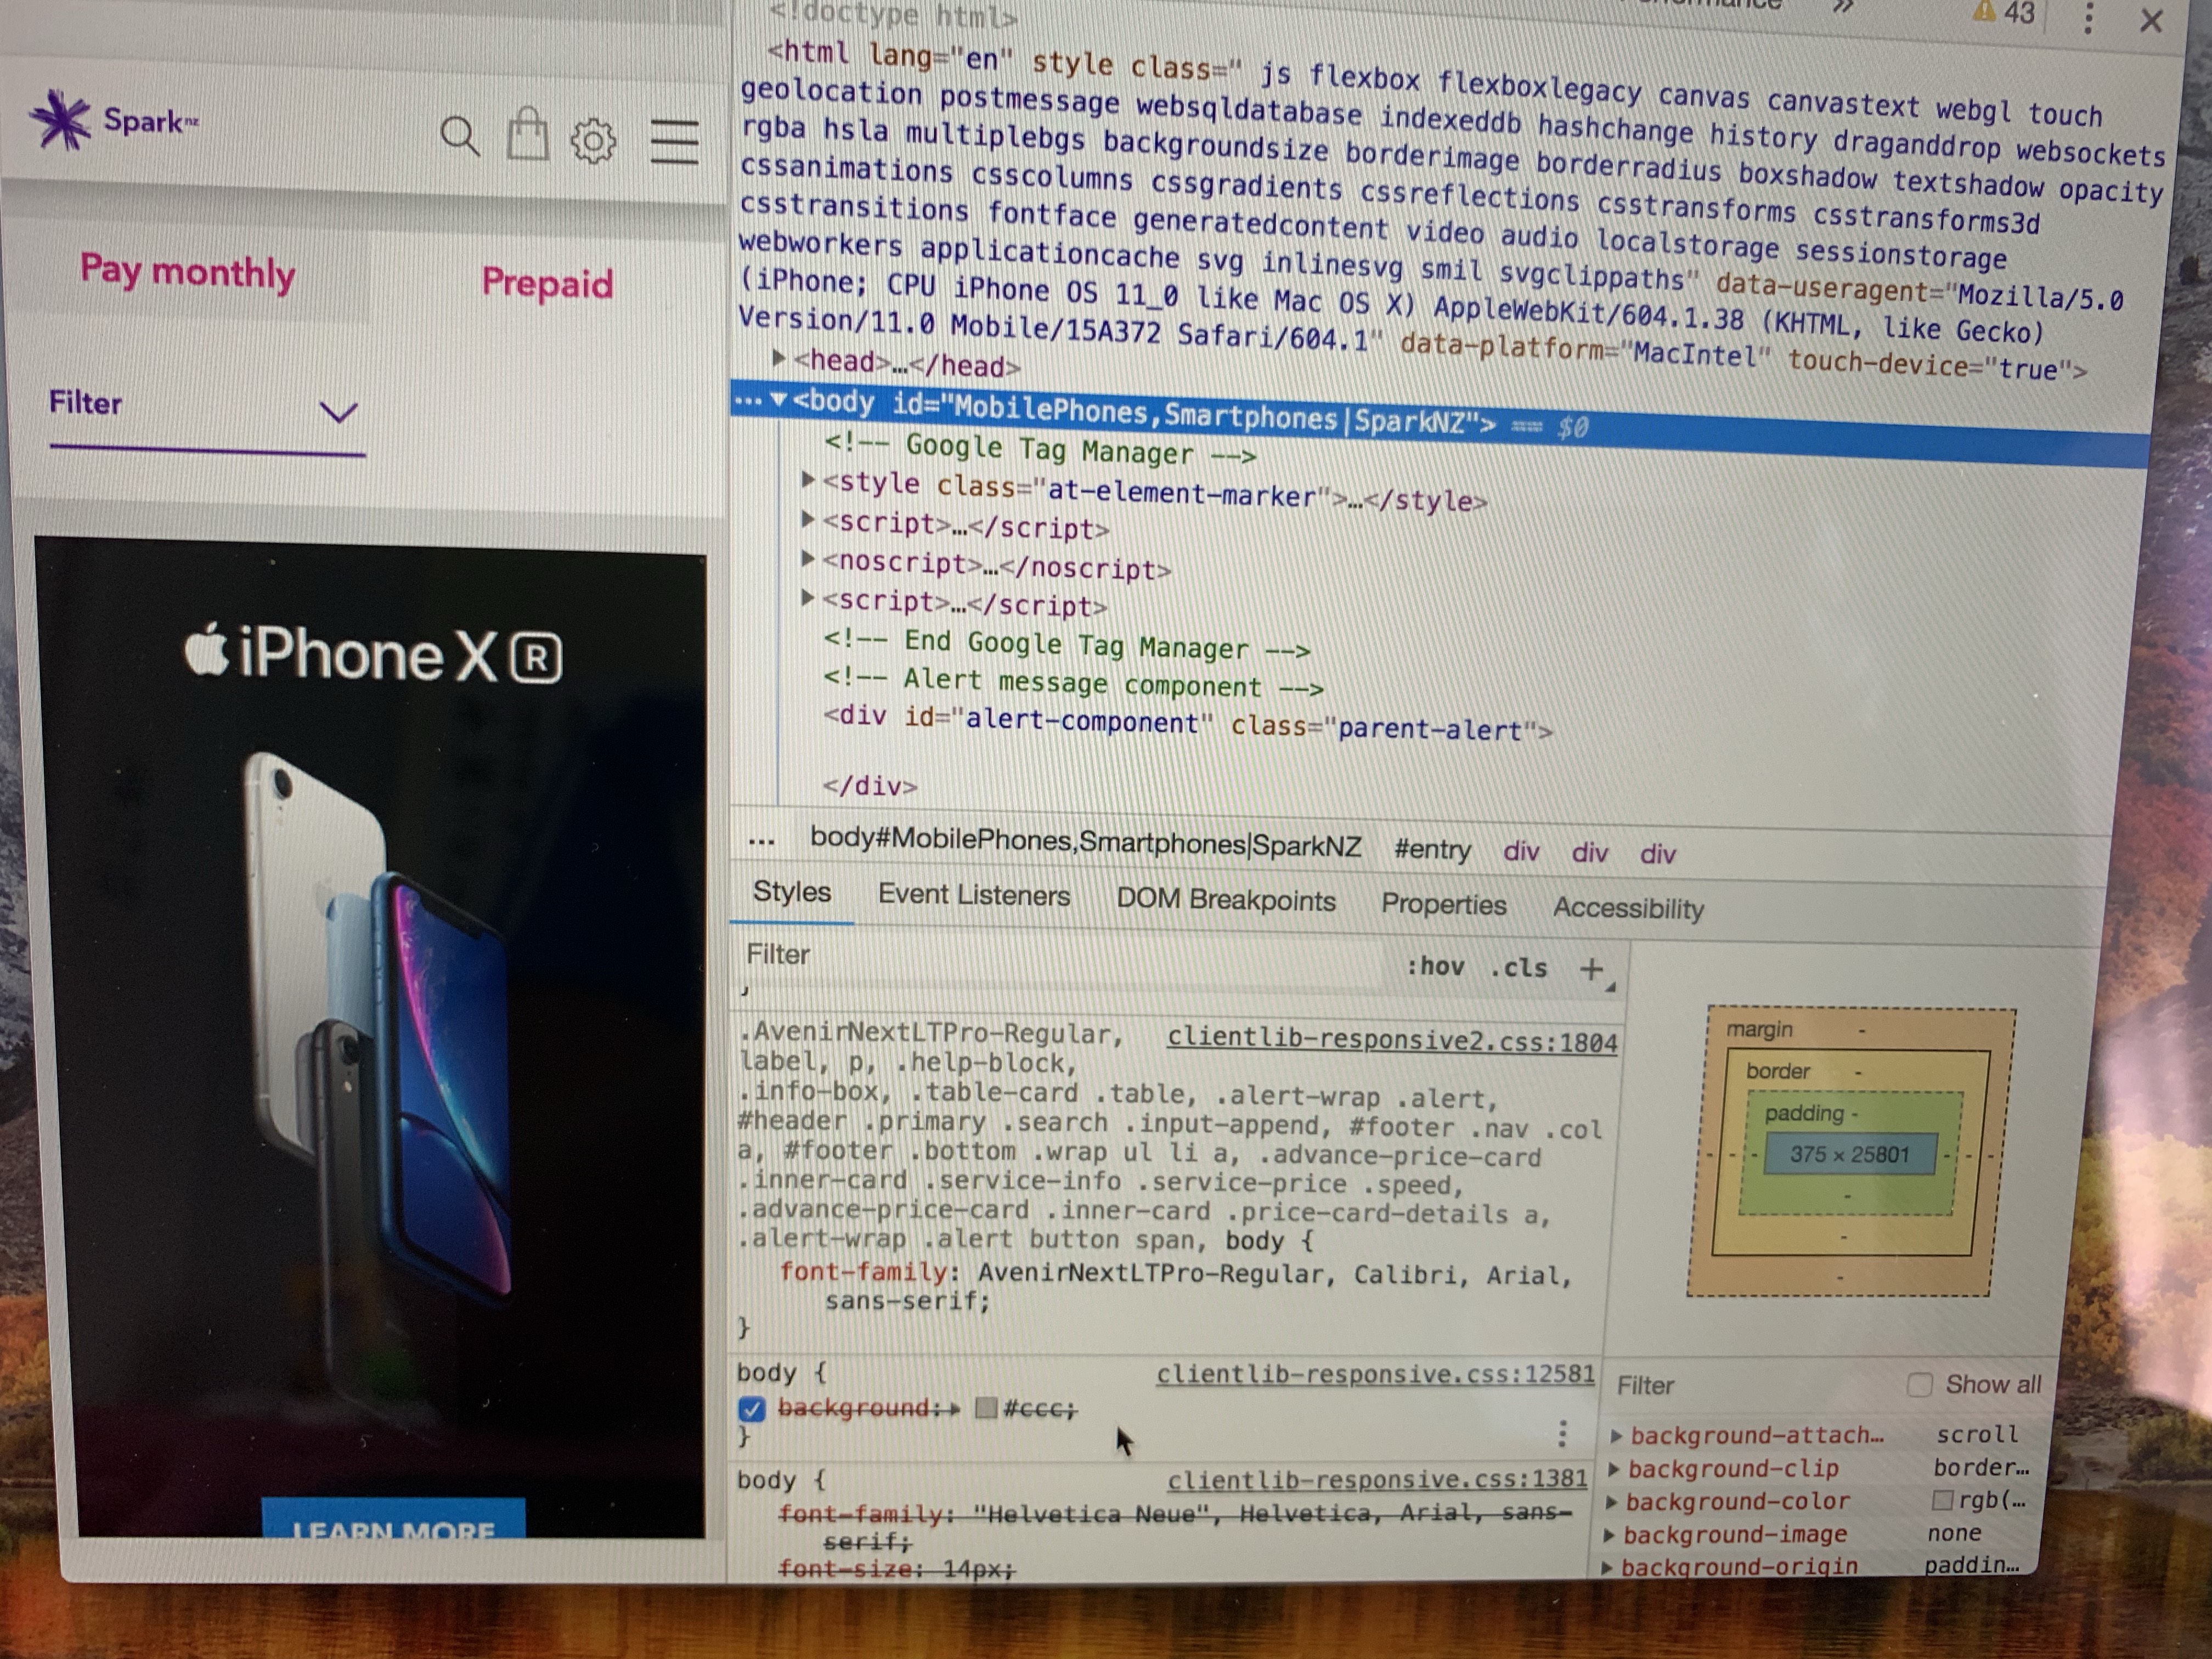 Spark nz
Pay monthly
Prepaid
Filter
iPhone XR
LEARN MORE
43
<!doctype html>
<html lang="en" style class=" js flexbox flexboxlegacy canvas canvastext webgl touch
geolocation postmessage websqldatabase indexeddb hashchange history draganddrop websockets
rgba hsla multiplebgs backgroundsize borderimage borderradius boxshadow textshadow opacity
cssanimations csscolumns cssgradients cssreflections csstransforms csstransforms3d
csstransitions fontface generatedcontent video audio localstorage sessionstorage
webworkers applicationcache svg inlinesvg smil svgclippaths" data-useragent="Mozilla/5.0
(iPhone; CPU iPhone OS 11_0 like Mac OS X) AppleWebKit/604.1.38 (KHTML, like Gecko)
Version/11.0 Mobile/15A372 Safari/604.1" data-platform="MacIntel" touch-device="true">
<head>…</head>
<body id="MobilePhones,Smartphones|SparkNZ"> == $0
<!-- Google Tag Manager -->
<style class="at-element-marker">…</style>
<script>…</script>
<noscript>…</noscript>
<script>…</script>
<!-- End Google Tag Manager -->
<!-- Alert message component -->
<div id="alert-component" class="parent-alert">
</div>
... body#MobilePhones,Smartphones|SparkNZ #entry div div div
Styles Event Listeners DOM Breakpoints Properties Accessibility
Filter :hov .cls +
.AvenirNextLTPro-Regular, clientlib-responsive2.css:1804
label, p, .help-block,
.info-box, .table-card .table, .alert-wrap .alert,
#header .primary .search .input-append, #footer .nav .col
a, #footer .bottom .wrap ul li a, .advance-price-card
.inner-card .service-info .service-price .speed,
.advance-price-card .inner-card .price-card-details a,
.alert-wrap .alert button span, body {
font-family: AvenirNextLTPro-Regular, Calibri, Arial,
sans-serif;
}
body { clientlib-responsive.css:12581
background: #ccc;
}
body { clientlib-responsive.css:1381
font-family: "Helvetica Neue", Helvetica, Arial, sans-
serif;
font-size: 14px;
margin -
border -
padding -
375 × 25801
Filter Show all
background-attach… scroll
background-clip border…
background-color rgb(…
background-image none
background-origin paddin…